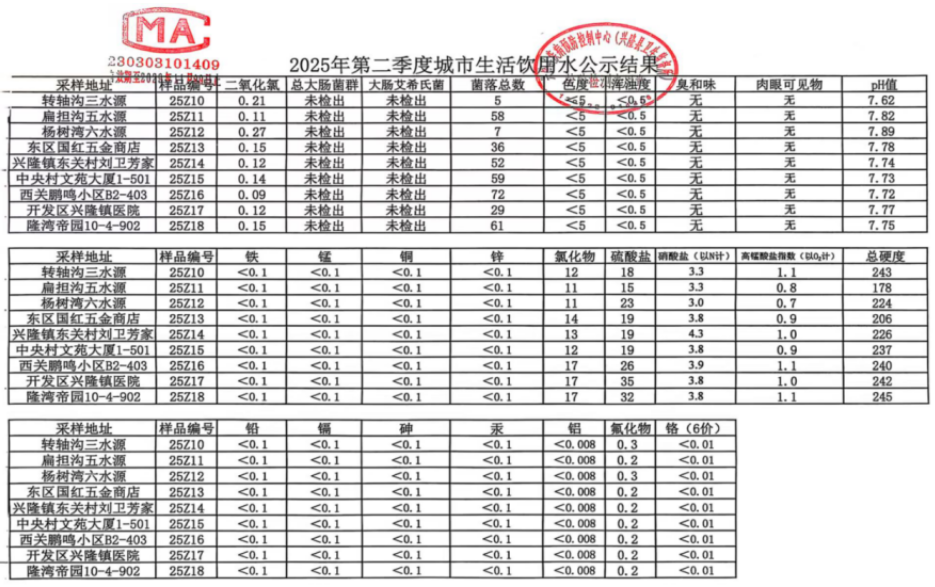 MA
230303101409
2025年第二季度城市生活饮用水公示结果
采样地址 样品编号 二氧化氯 总大肠菌群 大肠艾希氏菌 菌落总数 色度 浑浊度 臭和味 肉眼可见物 pH值
转轴沟三水源 25Z10 0.21 未检出 未检出 5 <5 <0.5 无 无 7.62
扁担沟五水源 25Z11 0.11 未检出 未检出 58 <5 <0.5 无 无 7.82
杨树湾六水源 25Z12 0.27 未检出 未检出 7 <5 <0.5 无 无 7.89
东区国红五金商店 25Z13 0.15 未检出 未检出 36 <5 <0.5 无 无 7.78
兴隆镇东关村刘卫芳家 25Z14 0.12 未检出 未检出 52 <5 <0.5 无 无 7.74
中央村文苑大厦1-501 25Z15 0.14 未检出 未检出 59 <5 <0.5 无 无 7.73
西关鹏鸣小区B2-403 25Z16 0.09 未检出 未检出 72 <5 <0.5 无 无 7.72
开发区兴隆镇医院 25Z17 0.12 未检出 未检出 29 <5 <0.5 无 无 7.77
隆湾帝园10-4-902 25Z18 0.15 未检出 未检出 61 <5 <0.5 无 无 7.75
采样地址 样品编号 铁 锰 铜 锌 氯化物 硫酸盐 硝酸盐（以N计） 高锰酸盐指数（以O₂计） 总硬度
转轴沟三水源 25Z10 <0.1 <0.1 <0.1 <0.1 12 18 3.3 1.1 243
扁担沟五水源 25Z11 <0.1 <0.1 <0.1 <0.1 11 15 3.3 0.8 178
杨树湾六水源 25Z12 <0.1 <0.1 <0.1 <0.1 11 23 3.0 0.7 224
东区国红五金商店 25Z13 <0.1 <0.1 <0.1 <0.1 14 19 3.8 0.9 206
兴隆镇东关村刘卫芳家 25Z14 <0.1 <0.1 <0.1 <0.1 13 19 4.3 1.0 226
中央村文苑大厦1-501 25Z15 <0.1 <0.1 <0.1 <0.1 12 19 3.8 0.9 237
西关鹏鸣小区B2-403 25Z16 <0.1 <0.1 <0.1 <0.1 17 26 3.9 1.1 240
开发区兴隆镇医院 25Z17 <0.1 <0.1 <0.1 <0.1 17 35 3.8 1.0 242
隆湾帝园10-4-902 25Z18 <0.1 <0.1 <0.1 <0.1 17 32 3.8 1.1 245
采样地址 样品编号 铅 镉 砷 汞 铝 氟化物 铬（6价）
转轴沟三水源 25Z10 <0.1 <0.1 <0.1 <0.1 <0.008 0.3 <0.01
扁担沟五水源 25Z11 <0.1 <0.1 <0.1 <0.1 <0.008 0.2 <0.01
杨树湾六水源 25Z12 <0.1 <0.1 <0.1 <0.1 <0.008 0.3 <0.01
东区国红五金商店 25Z13 <0.1 <0.1 <0.1 <0.1 <0.008 0.2 <0.01
兴隆镇东关村刘卫芳家 25Z14 <0.1 <0.1 <0.1 <0.1 <0.008 0.2 <0.01
中央村文苑大厦1-501 25Z15 <0.1 <0.1 <0.1 <0.1 <0.008 0.2 <0.01
西关鹏鸣小区B2-403 25Z16 <0.1 <0.1 <0.1 <0.1 <0.008 0.2 <0.01
开发区兴隆镇医院 25Z17 <0.1 <0.1 <0.1 <0.1 <0.008 0.2 <0.01
隆湾帝园10-4-902 25Z18 <0.1 <0.1 <0.1 <0.1 <0.008 0.2 <0.01